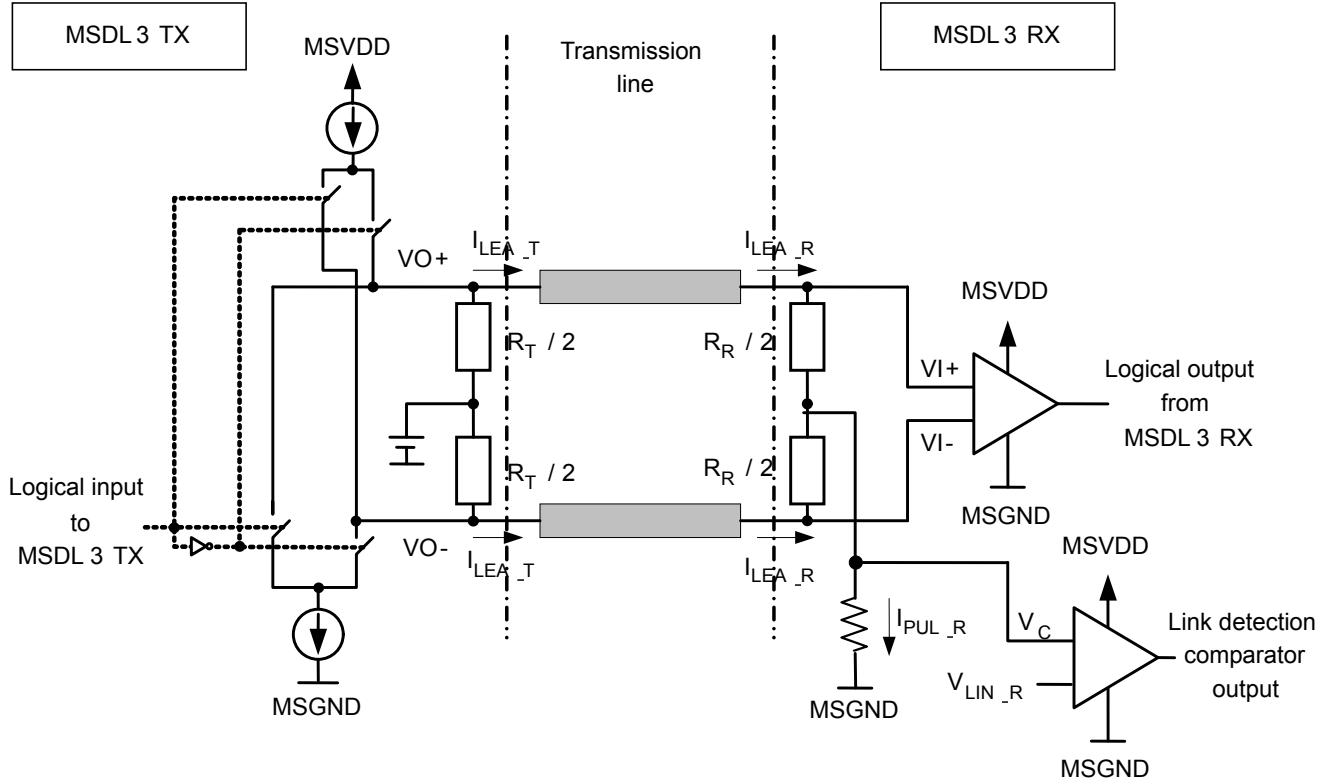 MSDL 3 TX
MSVDD
Transmission
line
MSDL 3 RX
VO+
I LEA _T
I LEA _R
MSVDD
R T / 2
R R / 2
VI+
Logical output
from
MSDL 3 RX
VI-
R T / 2
R R / 2
Logical input
to
MSDL 3 TX
MSGND
VO-
I LEA _T
I LEA _R
MSVDD
I PUL _R
V C
Link detection
comparator
output
V LIN _R
MSGND
MSGND
MSGND